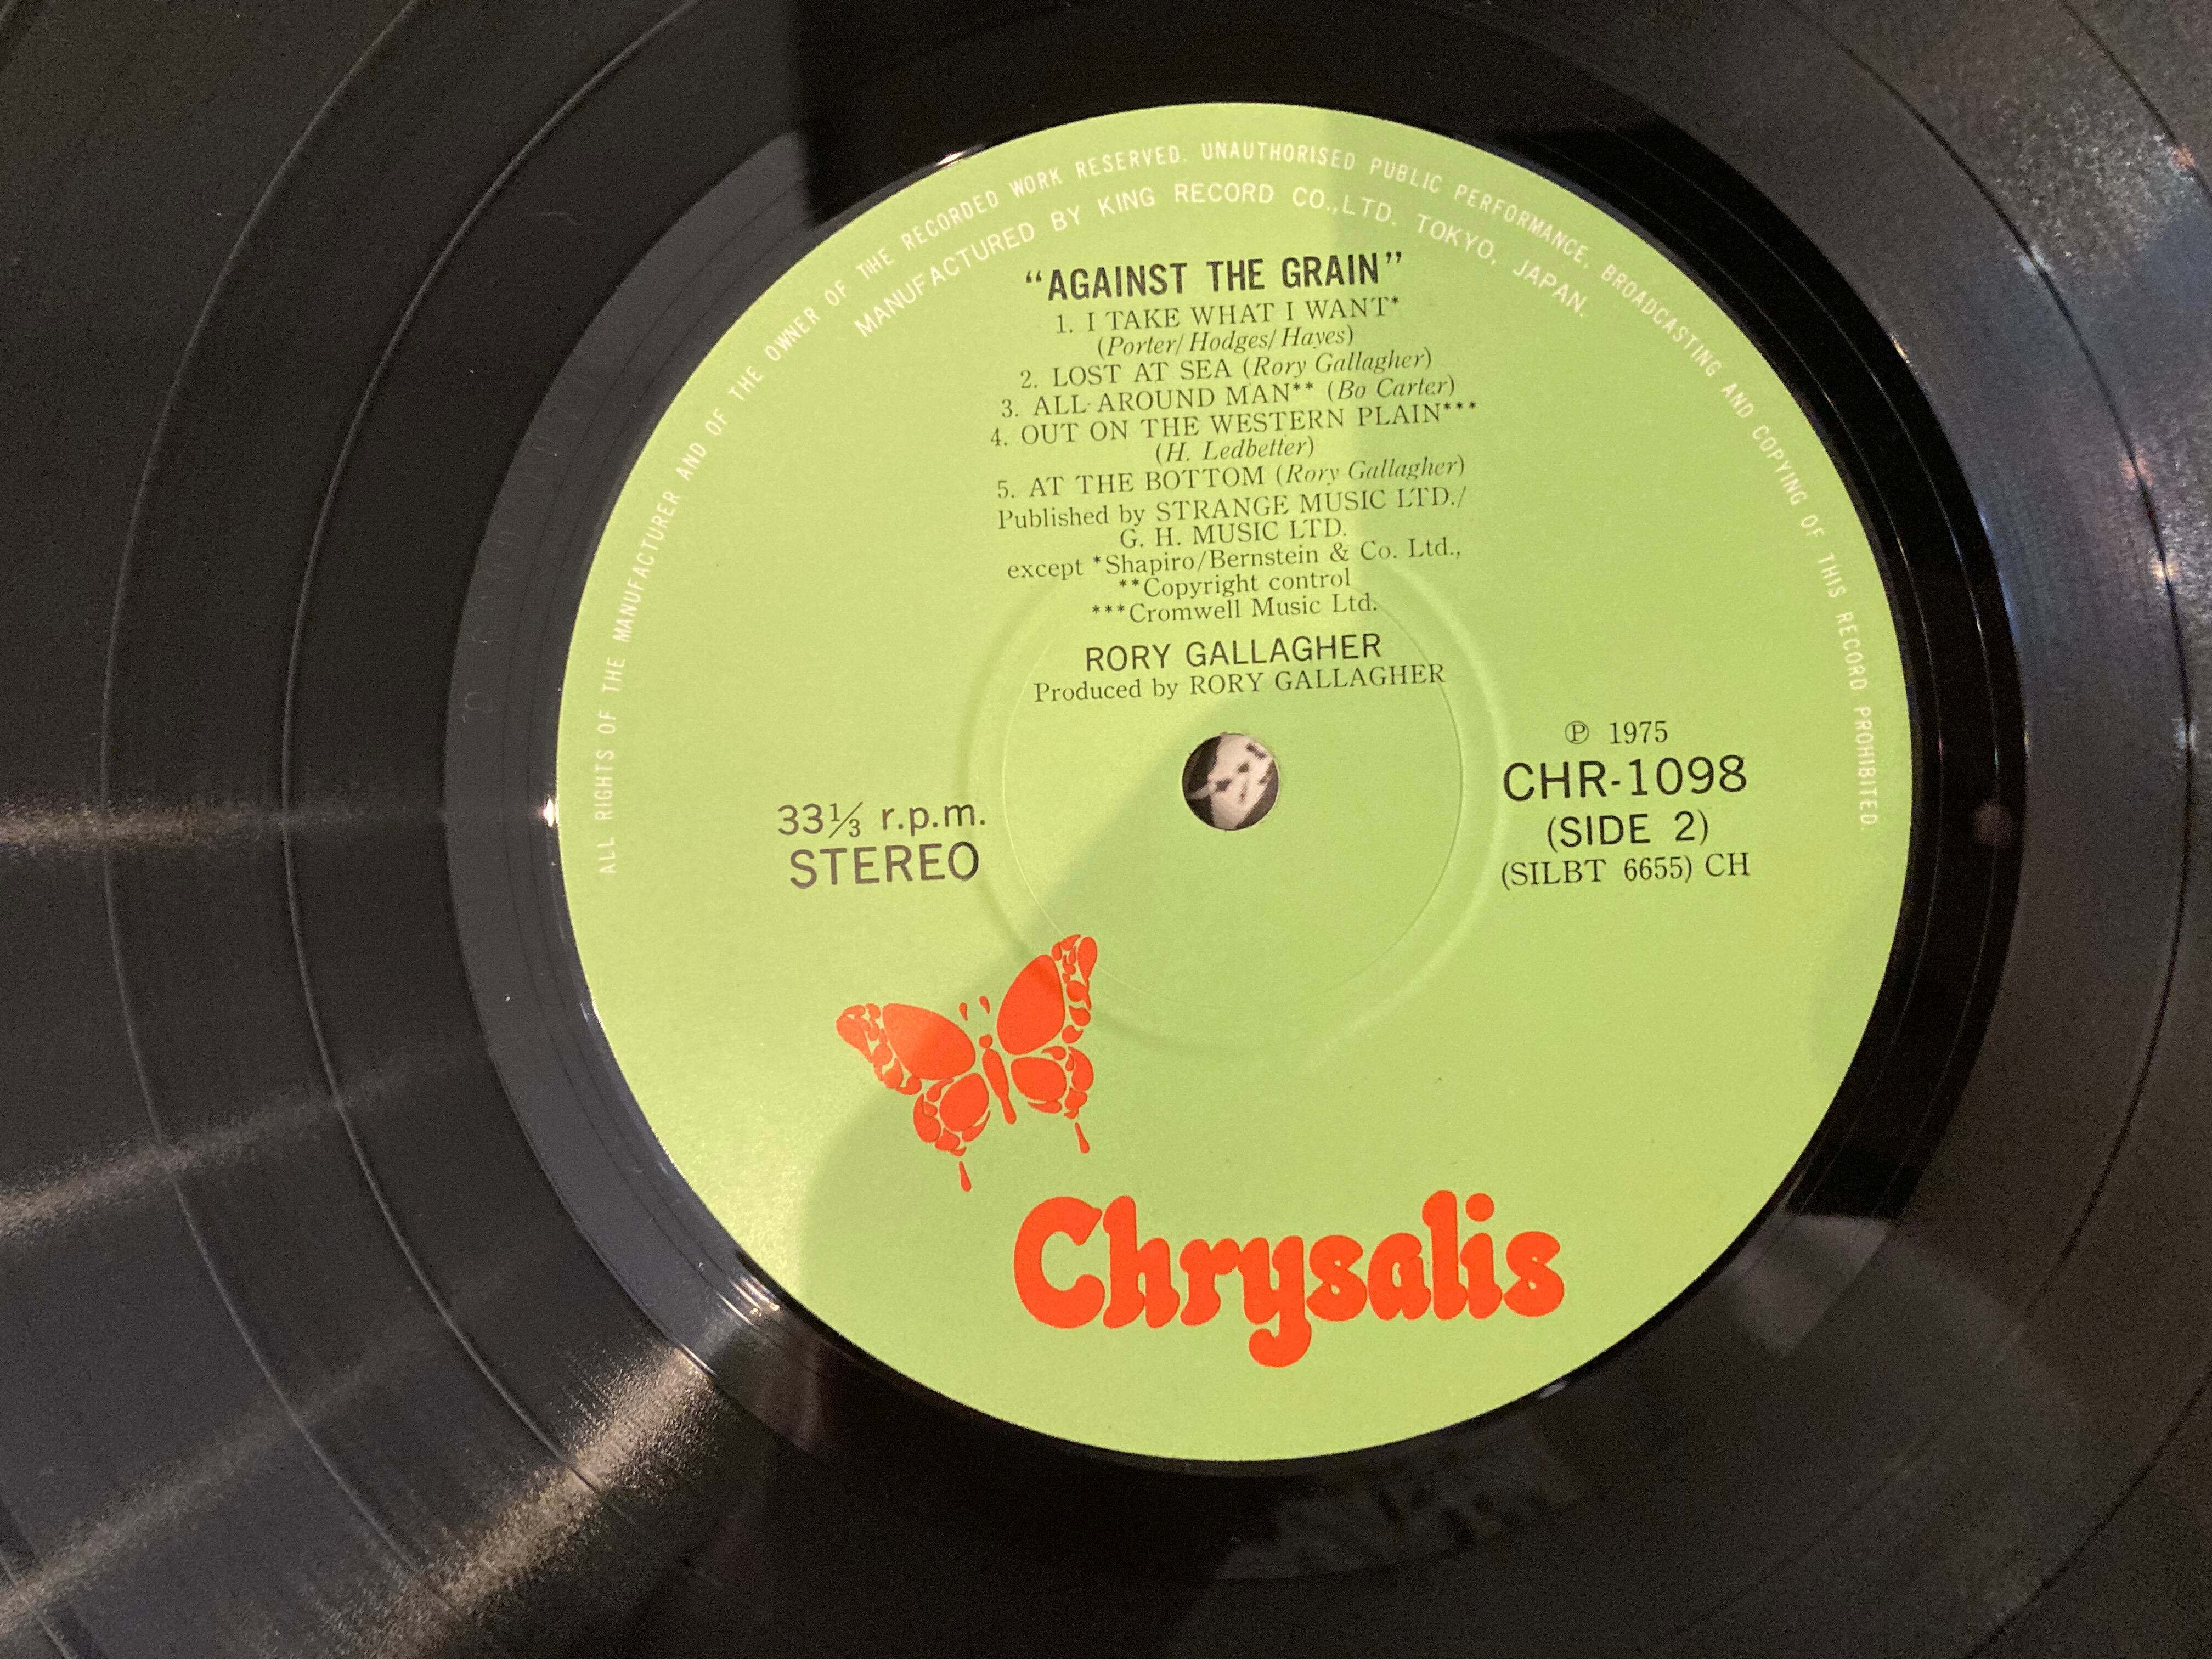 ALL RIGHTS OF THE MANUFACTURER AND OF THE OWNER OF THE RECORDED WORK RESERVED. UNAUTHORISED PUBLIC PERFORMANCE, BROADCASTING AND COPYING OF THIS RECORD PROHIBITED.
MANUFACTURED BY KING RECORD CO.,LTD. TOKYO, JAPAN.
“AGAINST THE GRAIN”
1. I TAKE WHAT I WANT*
(Porter/Hodges/Hayes)
2. LOST AT SEA (Rory Gallagher)
3. ALL AROUND MAN** (Bo Carter)
4. OUT ON THE WESTERN PLAIN***
(H. Ledbetter)
5. AT THE BOTTOM (Rory Gallagher)
Published by STRANGE MUSIC LTD./
G. H. MUSIC LTD.
except *Shapiro/Bernstein & Co. Ltd.,
**Copyright control
***Cromwell Music Ltd.
RORY GALLAGHER
Produced by RORY GALLAGHER
33⅓ r.p.m.
STEREO
℗ 1975
CHR-1098
(SIDE 2)
(SILBT 6655) CH
Chrysalis